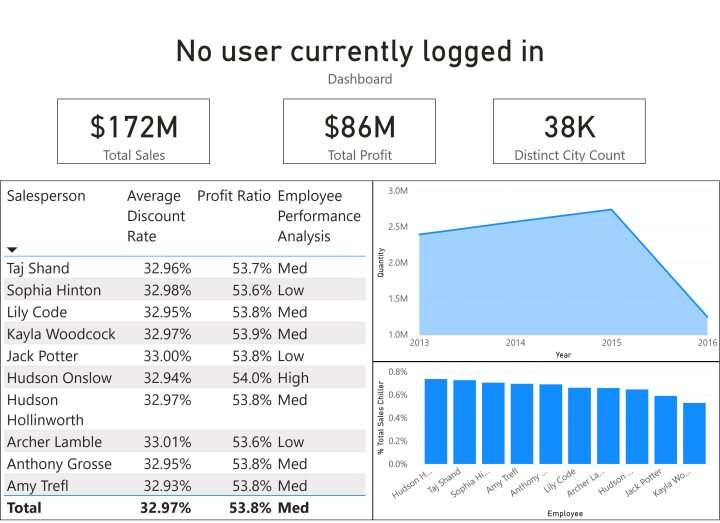 No user currently logged in
Dashboard
$172M
Total Sales
$86M
Total Profit
38K
Distinct City Count
Salesperson Average Discount Rate Profit Ratio Employee Performance Analysis
Taj Shand 32.96% 53.7% Med
Sophia Hinton 32.98% 53.6% Low
Lily Code 32.95% 53.8% Med
Kayla Woodcock 32.97% 53.9% Med
Jack Potter 33.00% 53.8% Low
Hudson Onslow 32.94% 54.0% High
Hudson Hollinworth 32.97% 53.8% Med
Archer Lamble 33.01% 53.6% Low
Anthony Grosse 32.95% 53.8% Med
Amy Trefl 32.93% 53.8% Med
Total 32.97% 53.8% Med
Quantity
3.0M
2.5M
2.0M
1.5M
1.0M
2013 2014 2015 2016
Year
% Total Sales Chiller
0.8%
0.6%
0.4%
0.2%
0.0%
Hudson H... Taj Shand Sophia Hi... Amy Trefl Anthony ... Lily Code Archer La... Hudson ... Jack Potter Kayla Wo...
Employee